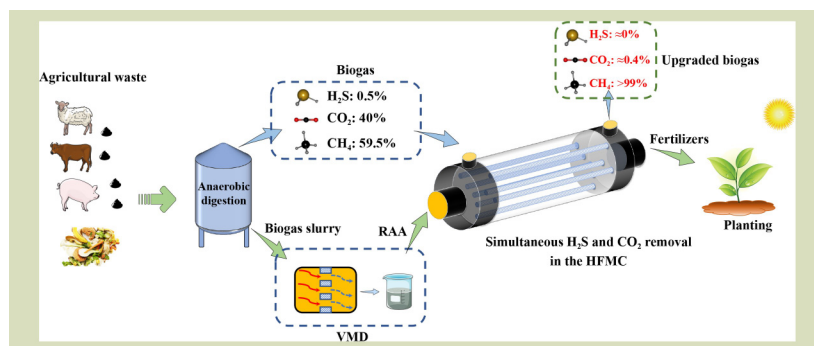 Agricultural waste
Biogas
H₂S: 0.5%
CO₂: 40%
CH₄: 59.5%
Anaerobic
digestion
Biogas slurry
RAA
VMD
H₂S: ≈0%
CO₂: ≈0.4%
CH₄: >99%
Upgraded biogas
Simultaneous H₂S and CO₂ removal
in the HFMC
Fertilizers
Planting